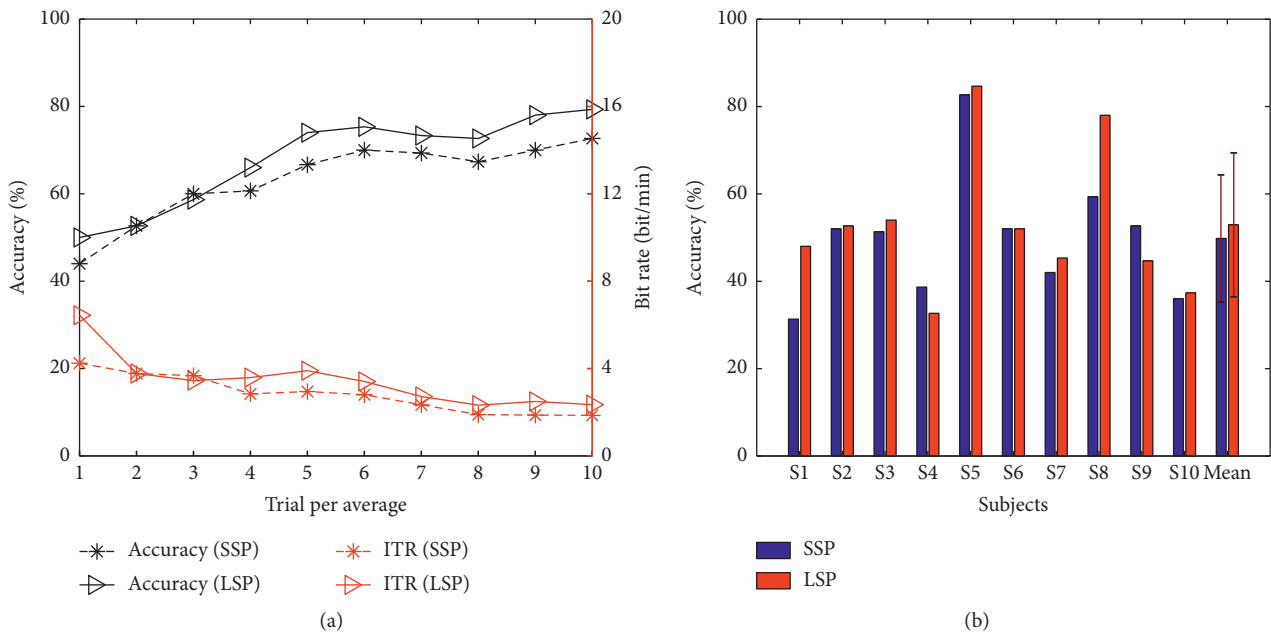 100
80
60
40
20
0
Accuracy (%)
20
16
12
8
4
0
Bit rate (bit/min)
1 2 3 4 5 6 7 8 9 10
Trial per average
Accuracy (SSP)
Accuracy (LSP)
ITR (SSP)
ITR (LSP)
(a)
100
80
60
40
20
0
Accuracy (%)
S1 S2 S3 S4 S5 S6 S7 S8 S9 S10 Mean
Subjects
SSP
LSP
(b)